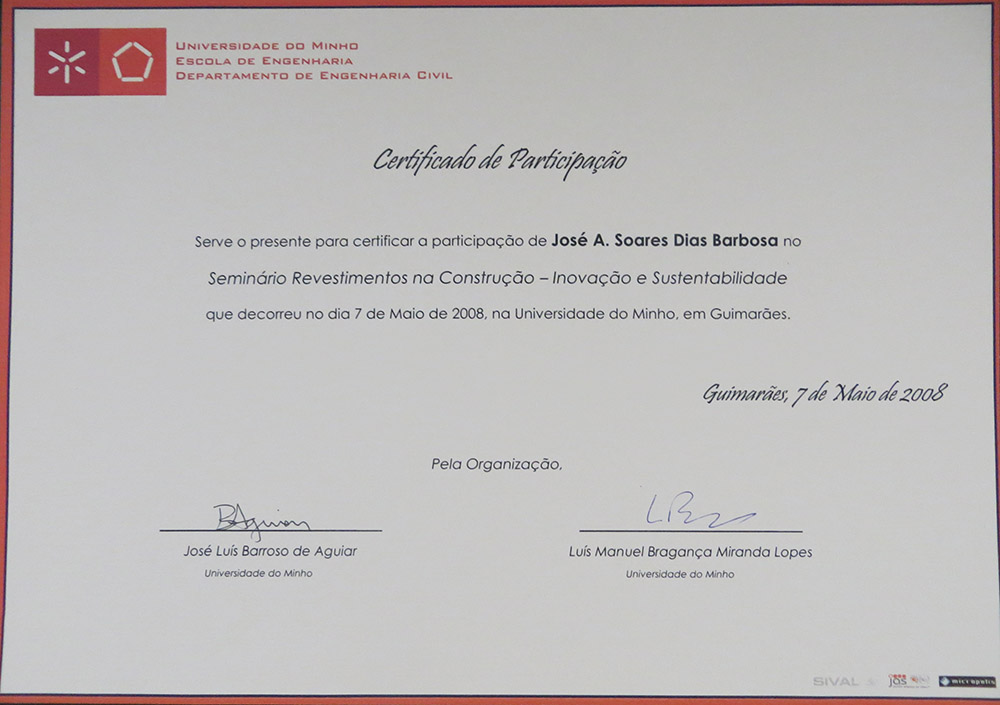 UNIVERSIDADE DO MINHO
ESCOLA DE ENGENHARIA
DEPARTAMENTO DE ENGENHARIA CIVIL
Certificado de Participação
Serve o presente para certificar a participação de José A. Soares Dias Barbosa no
Seminário Revestimentos na Construção – Inovação e Sustentabilidade
que decorreu no dia 7 de Maio de 2008, na Universidade do Minho, em Guimarães.
Guimarães, 7 de Maio de 2008
Pela Organização,
BAguiar
José Luís Barroso de Aguiar
Luís Manuel Bragança Miranda Lopes
Universidade do Minho
Universidade do Minho
SIVAL
jos
micropolis